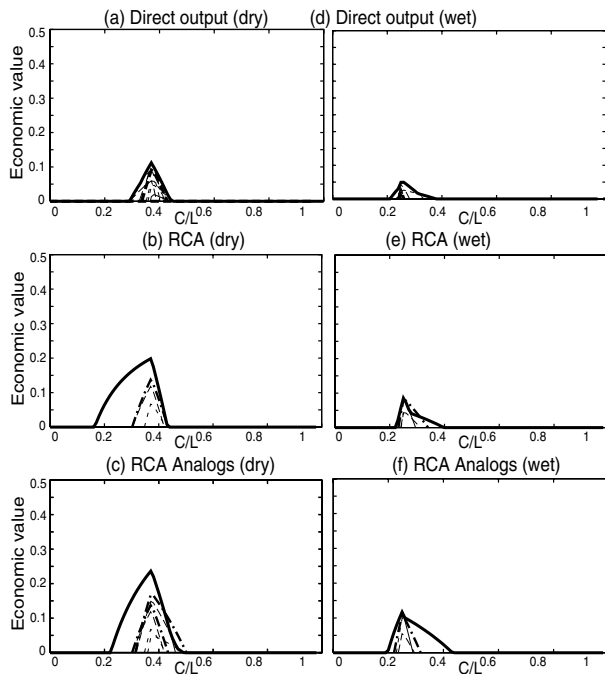 (a) Direct output (dry)
(d) Direct output (wet)
Economic value
0.5
0.4
0.3
0.2
0.1
0
0 0.2 0.4 0.6 0.8 1
C/L
0 0.2 0.4 0.6 0.8 1
C/L
(b) RCA (dry)
(e) RCA (wet)
Economic value
0.5
0.4
0.3
0.2
0.1
0
0 0.2 0.4 0.6 0.8 1
C/L
0 0.2 0.4 0.6 0.8 1
C/L
(c) RCA Analogs (dry)
(f) RCA Analogs (wet)
Economic value
0.5
0.4
0.3
0.2
0.1
0
0 0.2 0.4 0.6 0.8 1
C/L
0 0.2 0.4 0.6 0.8 1
C/L